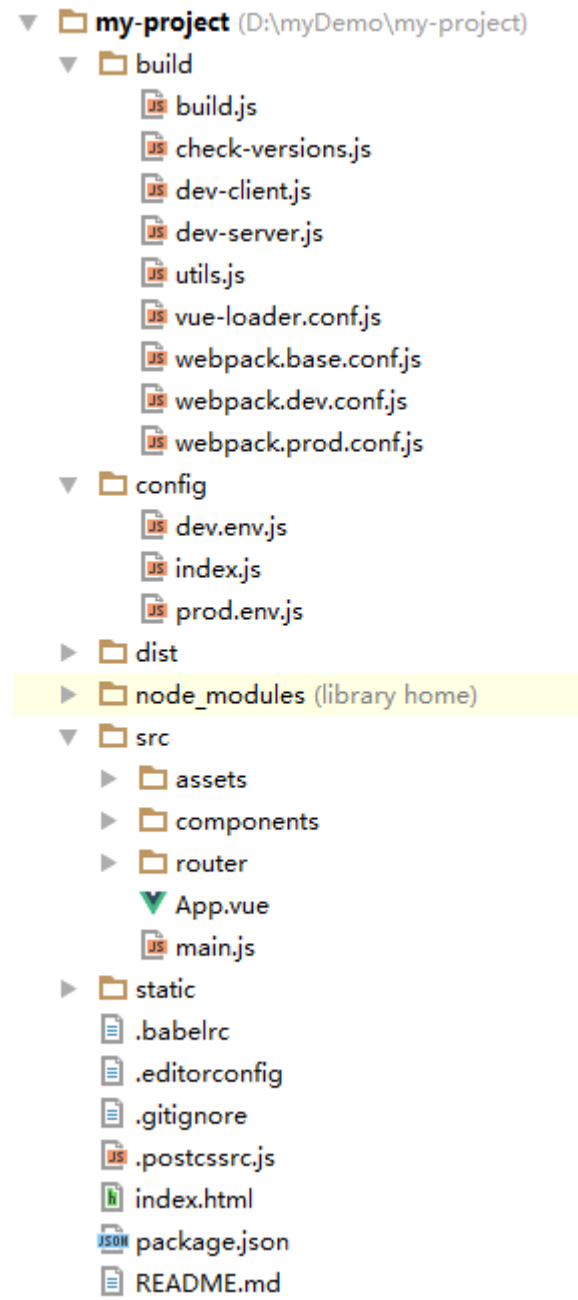 my-project (D:\myDemo\my-project)
build
build.js
check-versions.js
dev-client.js
dev-server.js
utils.js
vue-loader.conf.js
webpack.base.conf.js
webpack.dev.conf.js
webpack.prod.conf.js
config
dev.env.js
index.js
prod.env.js
dist
node_modules (library home)
src
assets
components
router
App.vue
main.js
static
.babelrc
.editorconfig
.gitignore
.postcssrc.js
index.html
package.json
README.md